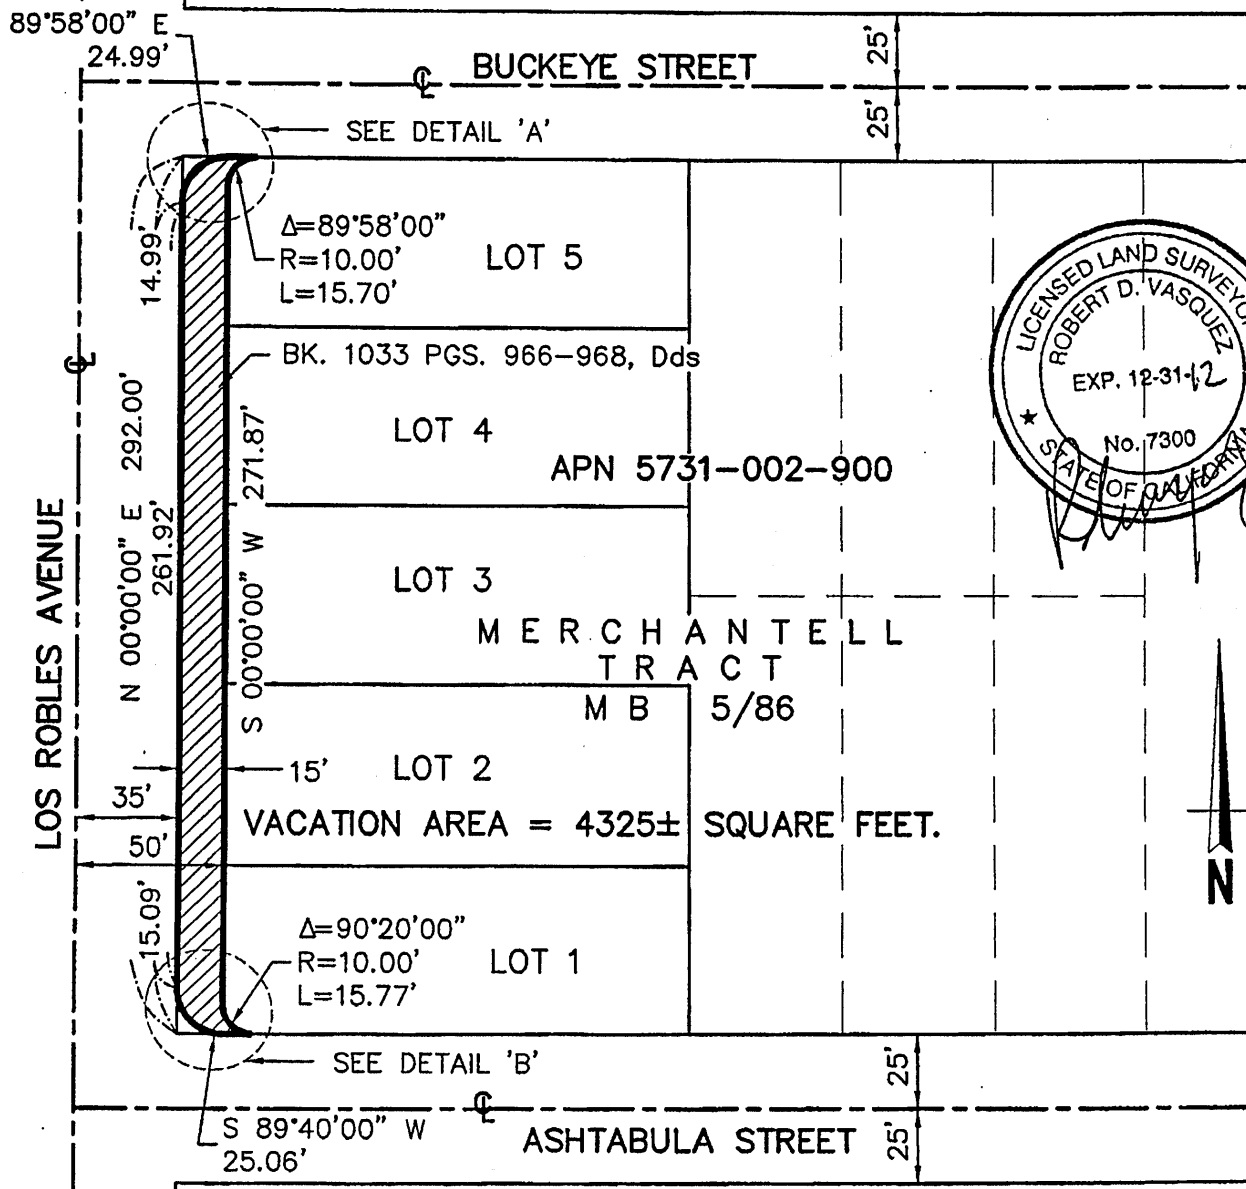 89°58'00" E
24.99'
BUCKEYE STREET
25'
25'
SEE DETAIL 'A'
Δ=89°58'00"
R=10.00'
L=15.70'
LOT 5
14.99'
BK. 1033 PGS. 966-968, Dds
LOT 4
APN 5731-002-900
LICENSED LAND SURVEYOR
ROBERT D. VASQUEZ
EXP. 12-31-12
No. 7300
STATE OF CALIFORNIA
LOS ROBLES AVENUE
N 00°00'00" E 292.00'
261.92'
S 00°00'00" W 271.87'
LOT 3
MERCHANTELL
TRACT
MB 5/86
15'
LOT 2
35'
VACATION AREA = 4325± SQUARE FEET.
50'
N
15.09'
Δ=90°20'00"
R=10.00'
L=15.77'
LOT 1
SEE DETAIL 'B'
25'
25'
S 89°40'00" W
25.06'
ASHTABULA STREET